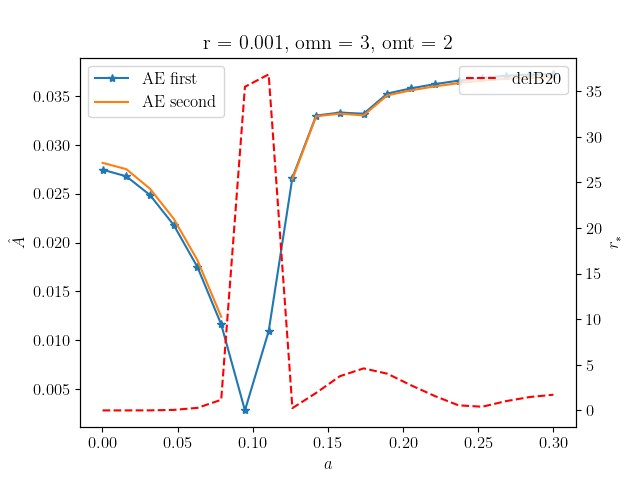 r = 0.001, omn = 3, omt = 2
AE first
AE second
delB20
0.035
0.030
0.025
0.020
0.015
0.010
0.005
Â
35
30
25
20
15
10
5
0
r*
0.00 0.05 0.10 0.15 0.20 0.25 0.30
a